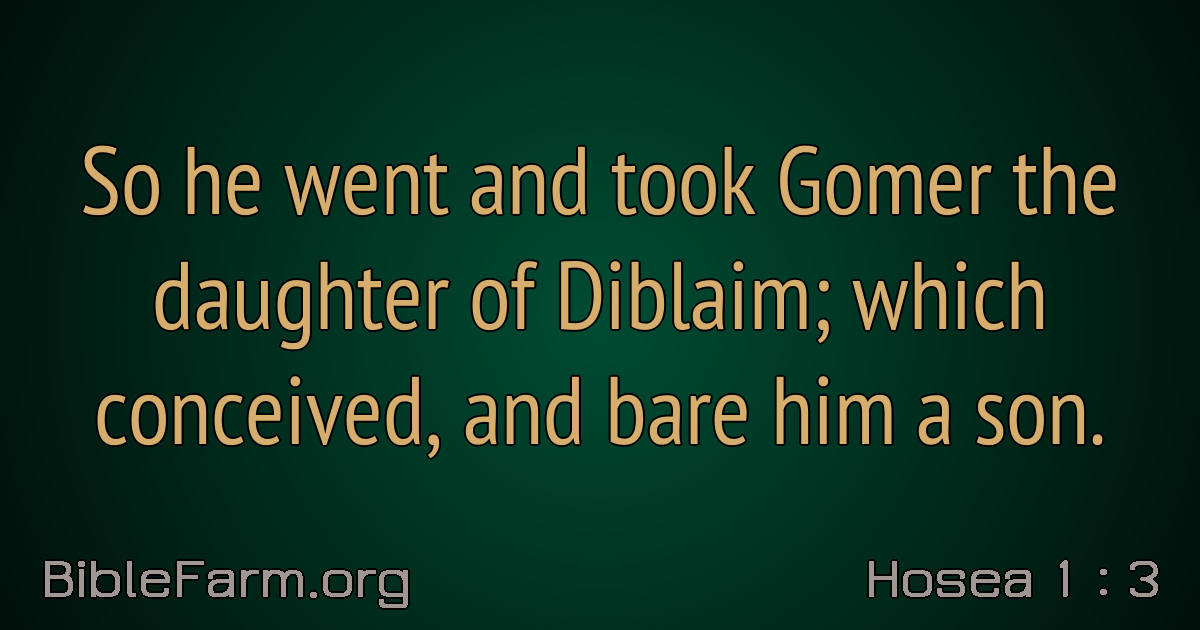 So he went and took Gomer the
daughter of Diblaim; which
conceived, and bare him a son.
BibleFarm.org
Hosea 1 : 3